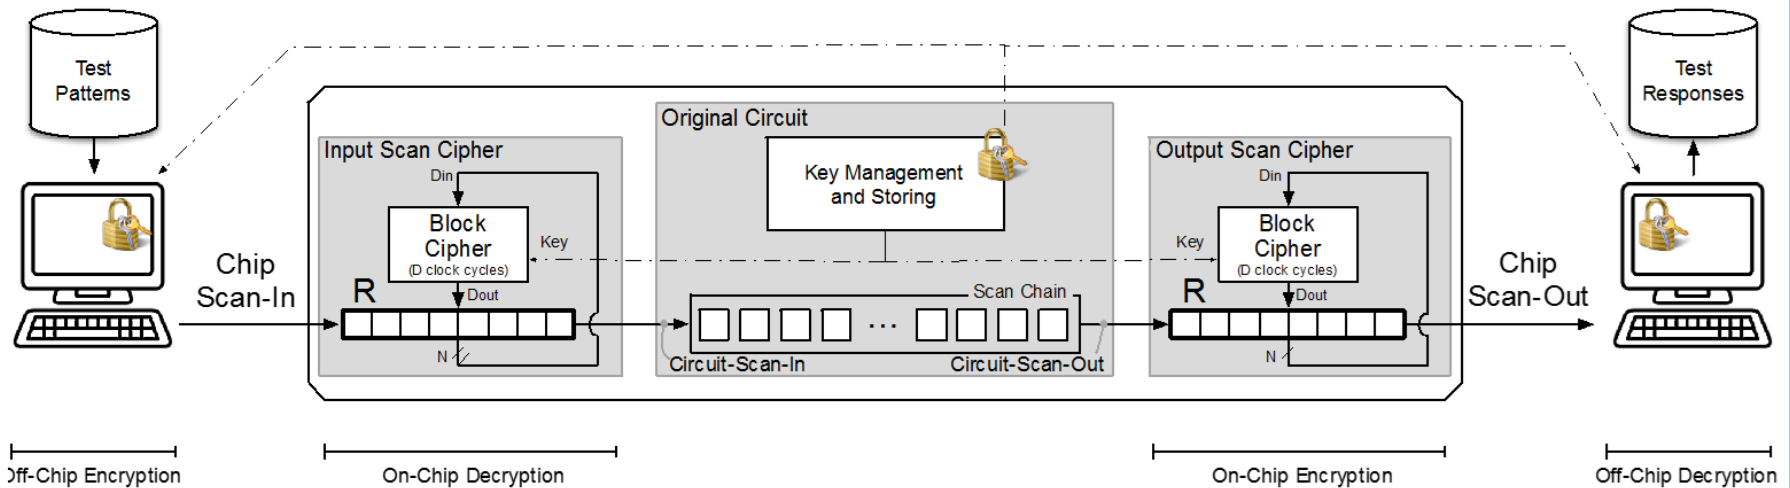 Test
Patterns
Test
Responses
Original Circuit
Input Scan Cipher
Output Scan Cipher
Key Management
and Storing
Din
Block
Cipher
(D clock cycles)
Key
Dout
R
N
Chip
Scan-In
Scan Chain
...
Circuit-Scan-In
Circuit-Scan-Out
Din
Block
Cipher
(D clock cycles)
Key
Dout
R
N
Chip
Scan-Out
Off-Chip Encryption
On-Chip Decryption
On-Chip Encryption
Off-Chip Decryption